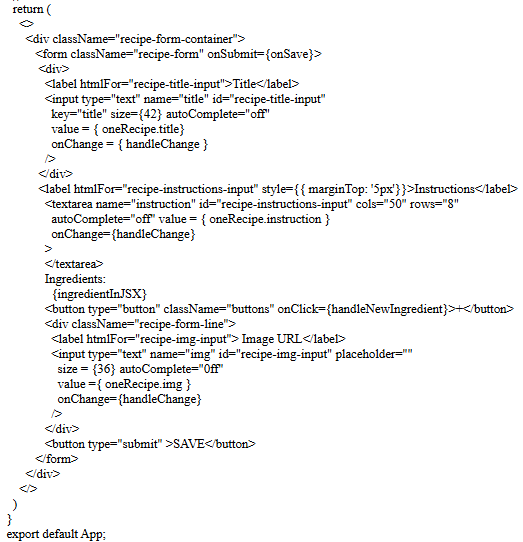 return (
<>
<div className="recipe-form-container">
<form className="recipe-form" onSubmit={onSave}>
<div>
<label htmlFor="recipe-title-input">Title</label>
<input type="text" name="title" id="recipe-title-input"
key="title" size={42} autoComplete="off"
value = { oneRecipe.title}
onChange = { handleChange }
/>
</div>
<label htmlFor="recipe-instructions-input" style={{ marginTop: '5px'}}>Instructions</label>
<textarea name="instruction" id="recipe-instructions-input" cols="50" rows="8"
autoComplete="off" value = { oneRecipe.instruction }
onChange={handleChange}
>
</textarea>
Ingredients:
{ingredientInJSX}
<button type="button" className="buttons" onClick={handleNewIngredient}>+</button>
<div className="recipe-form-line">
<label htmlFor="recipe-img-input"> Image URL</label>
<input type="text" name="img" id="recipe-img-input" placeholder=""
size = {36} autoComplete="0ff"
value ={ oneRecipe.img }
onChange={handleChange}
/>
</div>
<button type="submit" >SAVE</button>
</form>
</div>
</>
)
}
export default App;